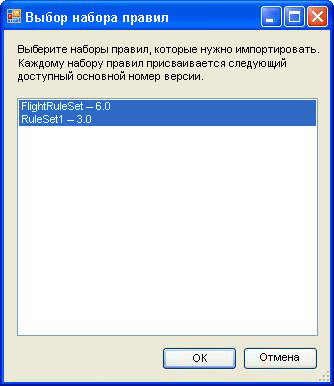 Выбор набора правил
Выберите наборы правил, которые нужно импортировать.
Каждому набору правил присваивается следующий
доступный основной номер версии.
FlightRuleSet -- 6.0
RuleSet1 -- 3.0
OK
Отмена